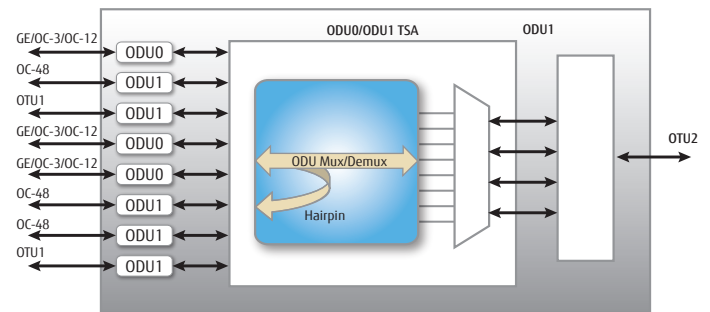 ODU0/ODU1 TSA
ODU1
GE/OC-3/OC-12
ODU0
OC-48
ODU1
OTU1
ODU1
GE/OC-3/OC-12
ODU0
GE/OC-3/OC-12
ODU0
OC-48
ODU1
OC-48
ODU1
OTU1
ODU1
ODU Mux/Demux
Hairpin
OTU2